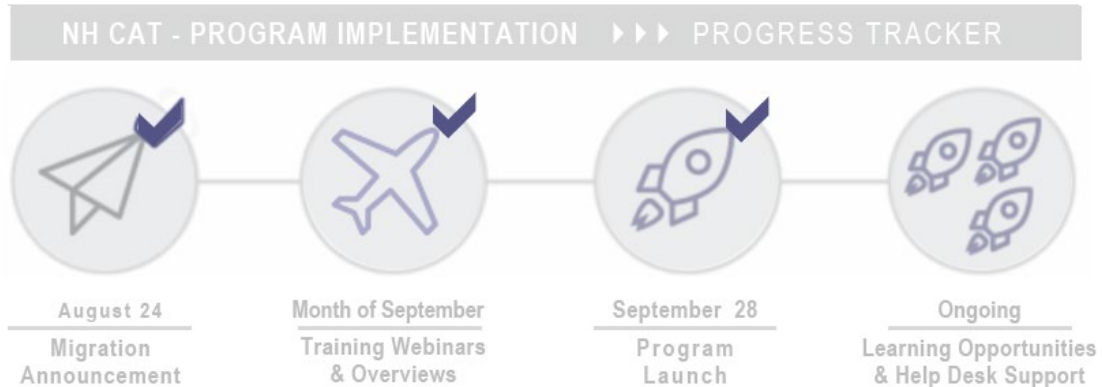 NH CAT - PROGRAM IMPLEMENTATION PROGRESS TRACKER
August 24
Migration
Announcement
Month of September
Training Webinars
& Overviews
September 28
Program
Launch
Ongoing
Learning Opportunities
& Help Desk Support